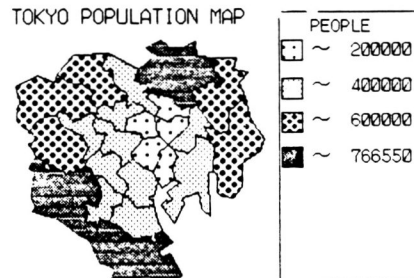 TOKYO POPULATION MAP
PEOPLE
~ 200000
~ 400000
~ 600000
~ 766550